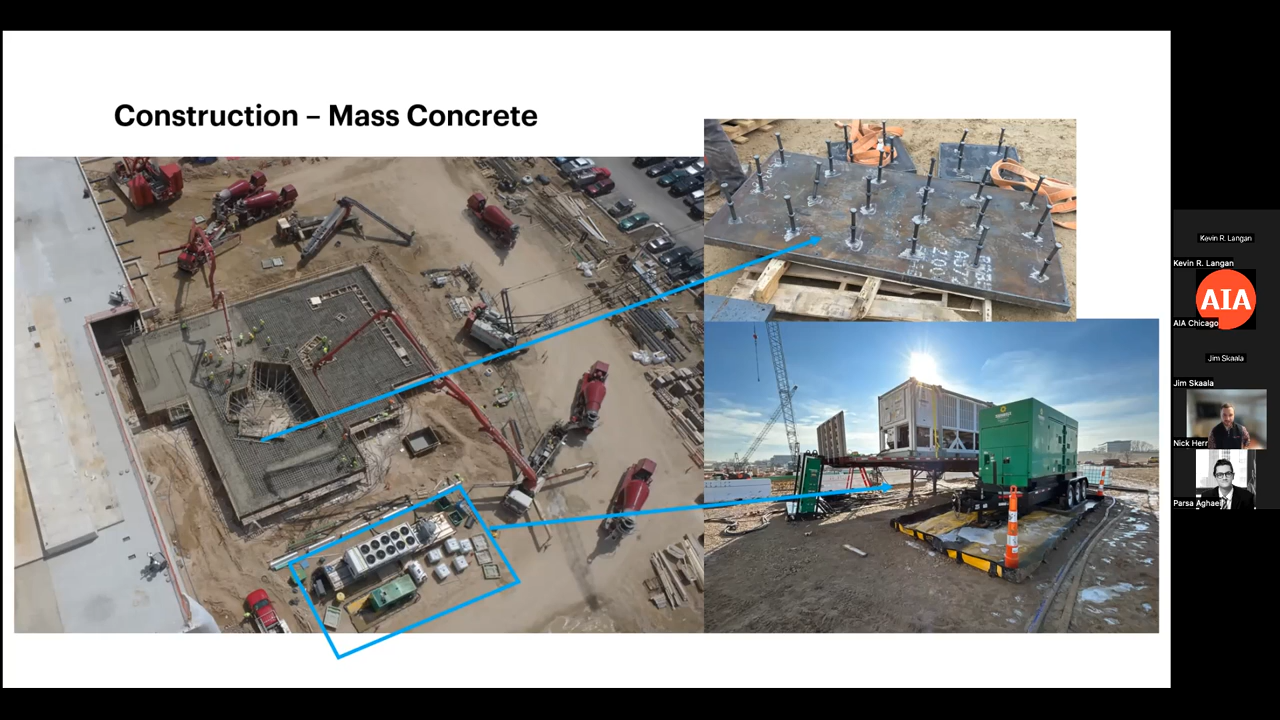 Construction – Mass Concrete
Kevin R. Langan
Kevin R. Langan
AIA
AIA Chicago
Jim Skaala
Jim Skaala
Nick Herr
Parsa Aghaei